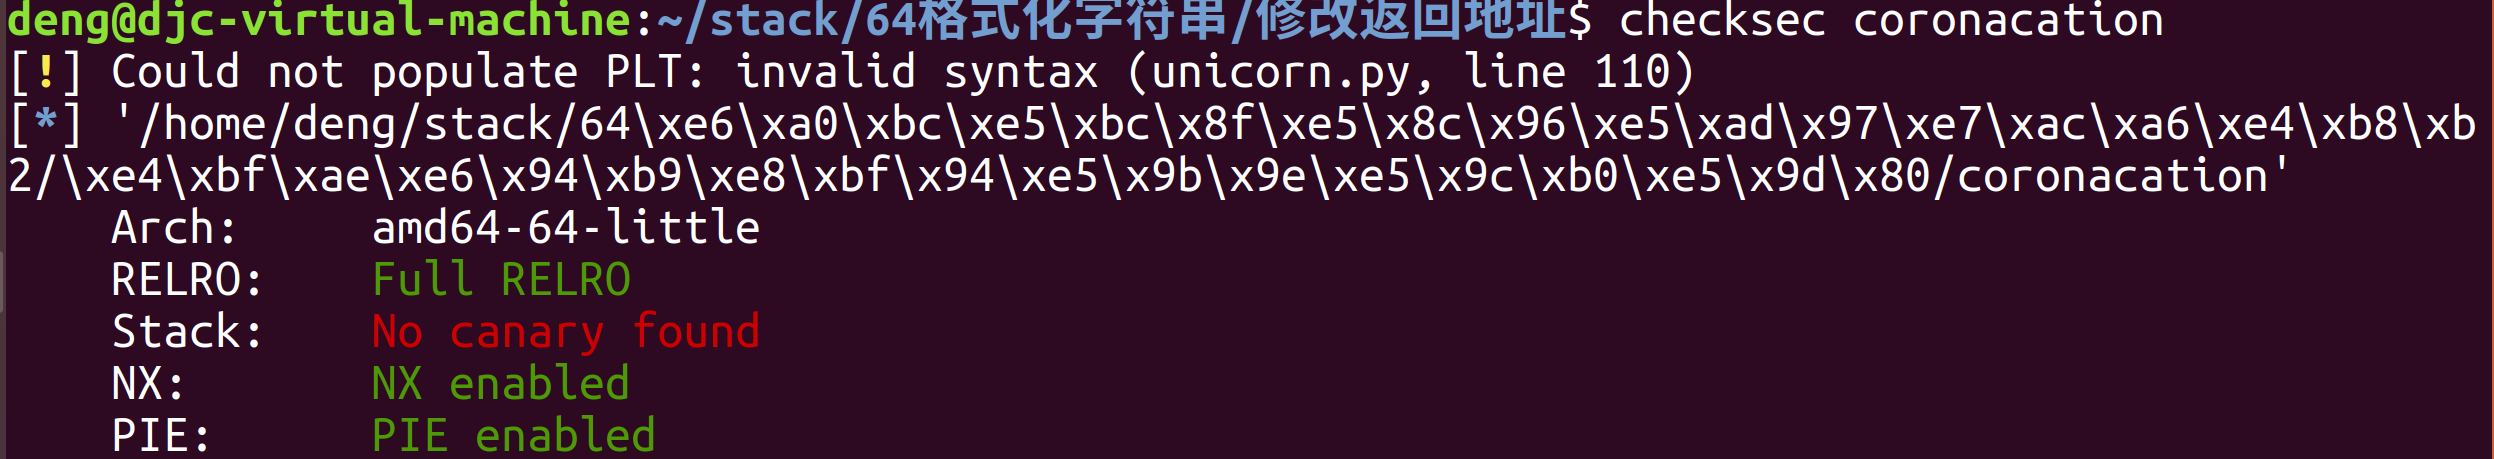 deng@djc-virtual-machine:~/stack/64格式化字符串/修改返回地址$ checksec coronacation
[!] Could not populate PLT: invalid syntax (unicorn.py, line 110)
[*] '/home/deng/stack/64\xe6\xa0\xbc\xe5\xbc\x8f\xe5\x8c\x96\xe5\xad\x97\xe7\xac\xa6\xe4\xb8\xb
2/\xe4\xbf\xae\xe6\x94\xb9\xe8\xbf\x94\xe5\x9b\x9e\xe5\x9c\xb0\xe5\x9d\x80/coronacation'
    Arch:     amd64-64-little
    RELRO:    Full RELRO
    Stack:    No canary found
    NX:       NX enabled
    PIE:      PIE enabled